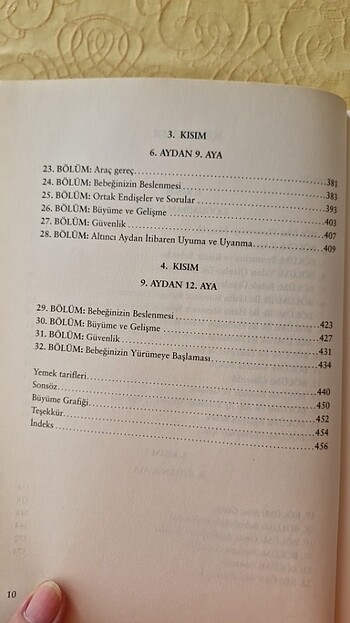 3. KISIM
6. AYDAN 9. AYA
23. BÖLÜM: Araç gereç 381
24. BÖLÜM: Bebeğinizin Beslenmesi 383
25. BÖLÜM: Ortak Endişeler ve Sorular 393
26. BÖLÜM: Büyüme ve Gelişme 403
27. BÖLÜM: Güvenlik 407
28. BÖLÜM: Altıncı Aydan İtibaren Uyuma ve Uyanma 409
4. KISIM
9. AYDAN 12. AYA
29. BÖLÜM: Bebeğinizin Beslenmesi 423
30. BÖLÜM: Büyüme ve Gelişme 427
31. BÖLÜM: Güvenlik 431
32. BÖLÜM: Bebeğinizin Yürümeye Başlaması 434
Yemek tarifleri 440
Sonsöz 450
Büyüme Grafiği 452
Teşekkür 454
İndeks 456
10